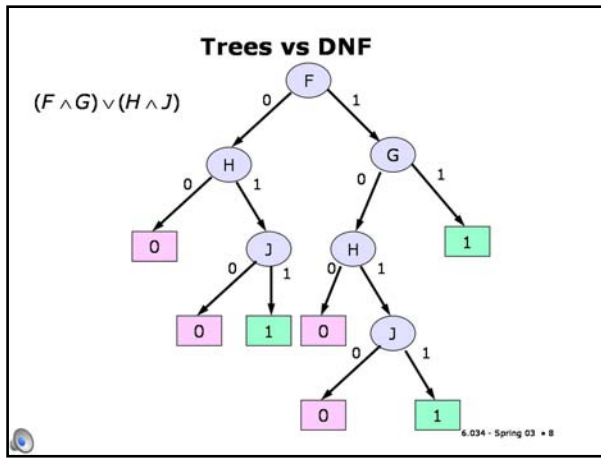 Trees vs DNF
(F ∧ G) ∨ (H ∧ J)
F
0 1
H G
0 1 0 1
0 J H 1
0 1 0 1
0 1 0 J
0 1
0 1
6.034 - Spring 03 • 8